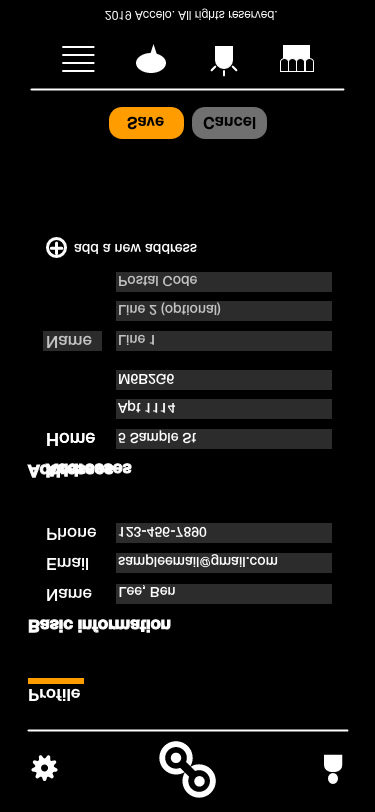 Profile
Basic information
Name Lee, Ben
Email sampleemail@gmail.com
Phone 123-456-7890
Addresses
Home 5 Sample St
Apt 1114
M6B2G6
Name Line 1
Line 2 (optional)
Postal Code
add a new address
Save Cancel
2019 Accelo. All rights reserved.